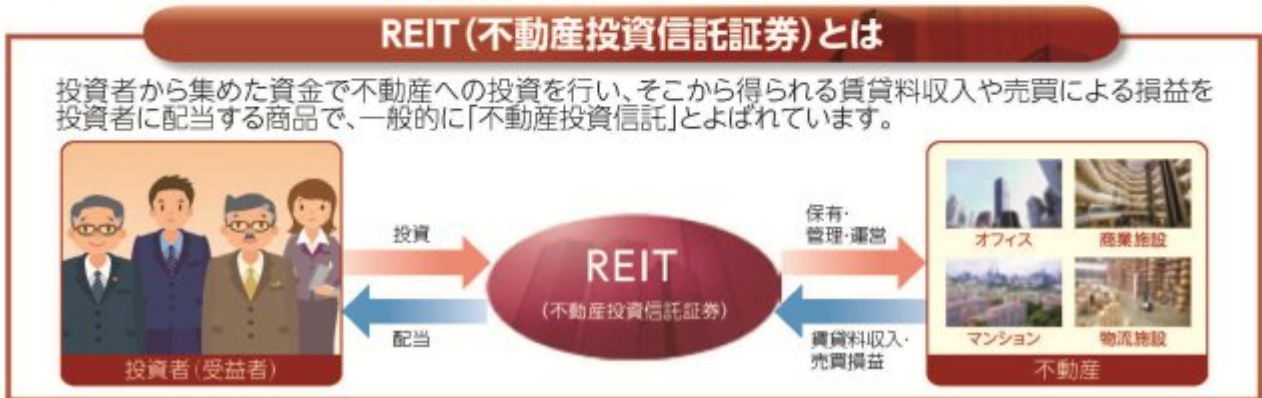 REIT(不動産投資信託証券)とは
投資者から集めた資金で不動産への投資を行い、そこから得られる賃貸料収入や売買による損益を
投資者に配当する商品で、一般的に「不動産投資信託」とよばれています。
投資者(受益者)
投資
配当
REIT
(不動産投資信託証券)
保有・
管理・運営
賃貸料収入・
売買損益
オフィス
商業施設
マンション
物流施設
不動産